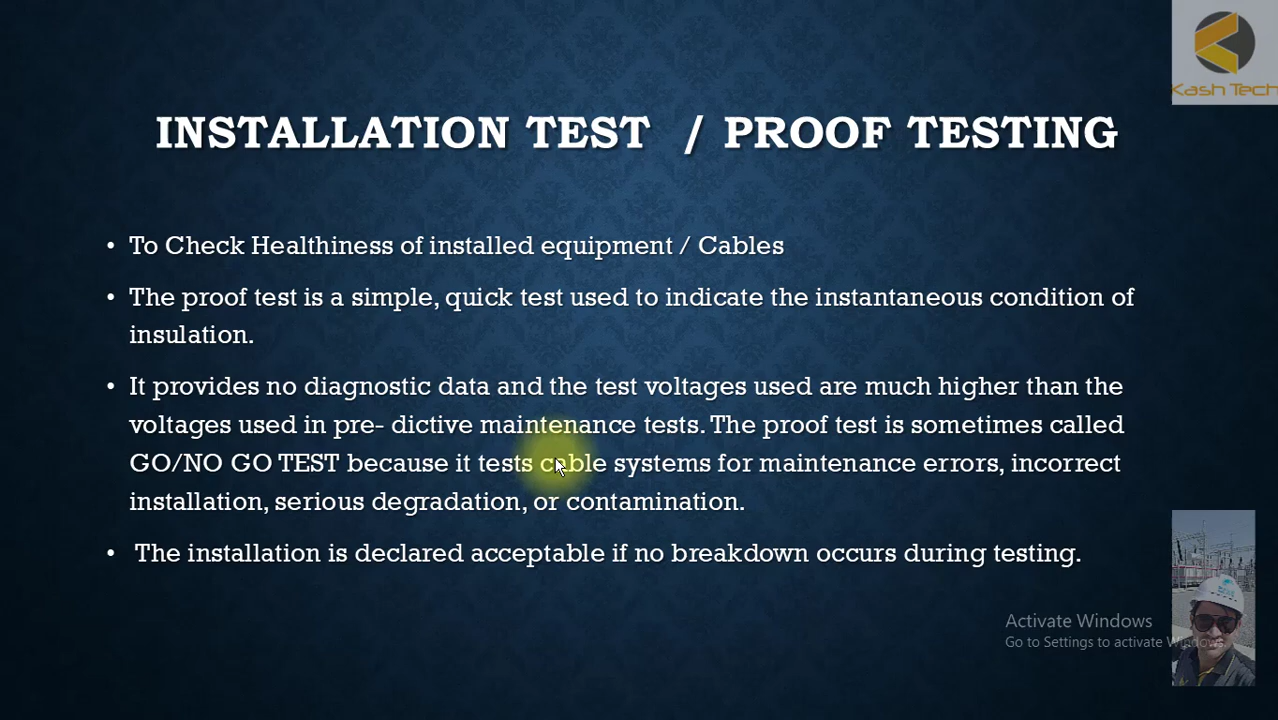 Kash Tech
INSTALLATION TEST / PROOF TESTING
• To Check Healthiness of installed equipment / Cables
• The proof test is a simple, quick test used to indicate the instantaneous condition of
insulation.
• It provides no diagnostic data and the test voltages used are much higher than the
voltages used in pre- dictive maintenance tests. The proof test is sometimes called
GO/NO GO TEST because it tests cable systems for maintenance errors, incorrect
installation, serious degradation, or contamination.
• The installation is declared acceptable if no breakdown occurs during testing.
Activate Windows
Go to Settings to activate Windows.